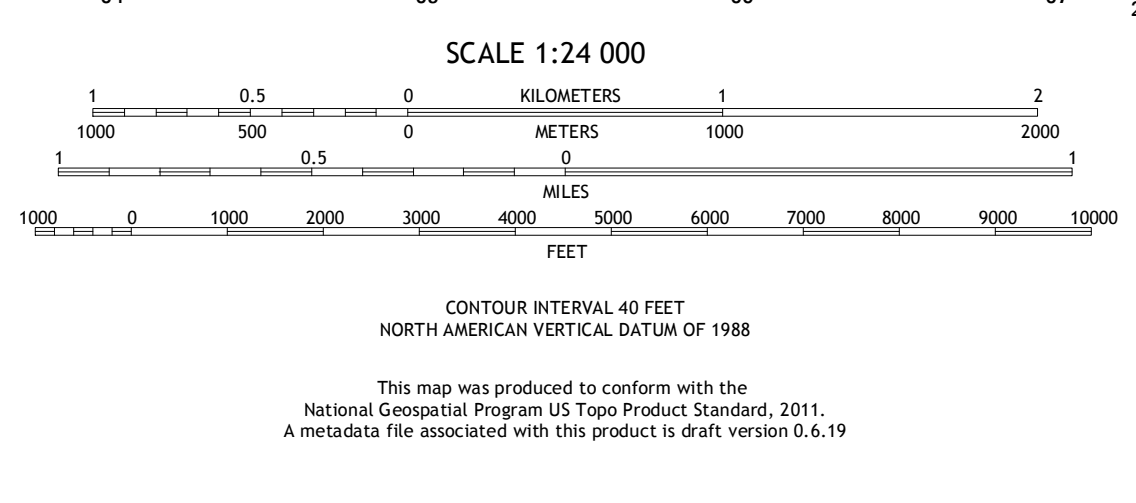 SCALE 1:24 000
1 0.5 0 KILOMETERS 1 2
1000 500 0 METERS 1000 2000
1 0.5 0 1
MILES
1000 0 1000 2000 3000 4000 5000 6000 7000 8000 9000 10000
FEET
CONTOUR INTERVAL 40 FEET
NORTH AMERICAN VERTICAL DATUM OF 1988
This map was produced to conform with the
National Geospatial Program US Topo Product Standard, 2011.
A metadata file associated with this product is draft version 0.6.19